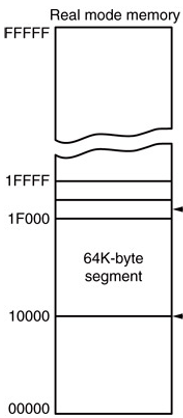 Real mode memory
FFFFF
1FFFF
1F000
64K-byte
segment
10000
00000